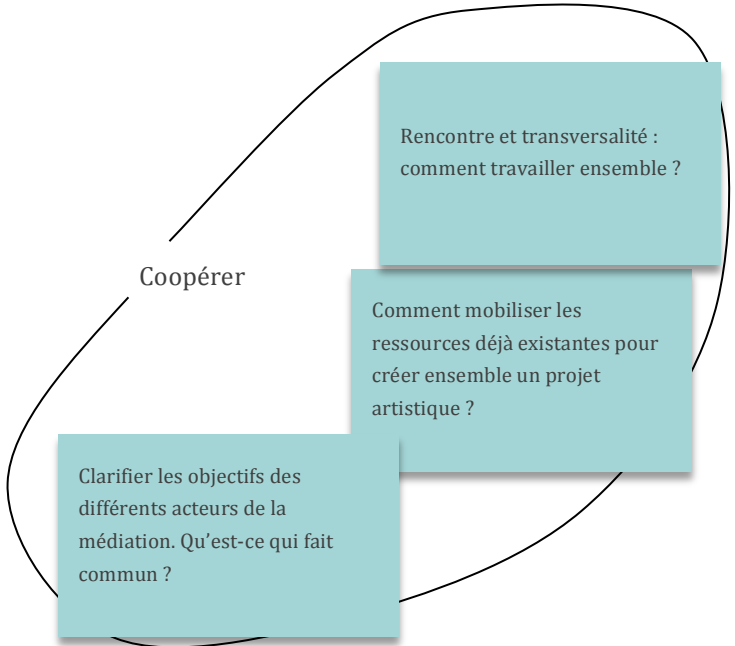 Rencontre et transversalité :
comment travailler ensemble ?
Coopérer
Comment mobiliser les
ressources déjà existantes pour
créer ensemble un projet
artistique ?
Clarifier les objectifs des
différents acteurs de la
médiation. Qu’est-ce qui fait
commun ?